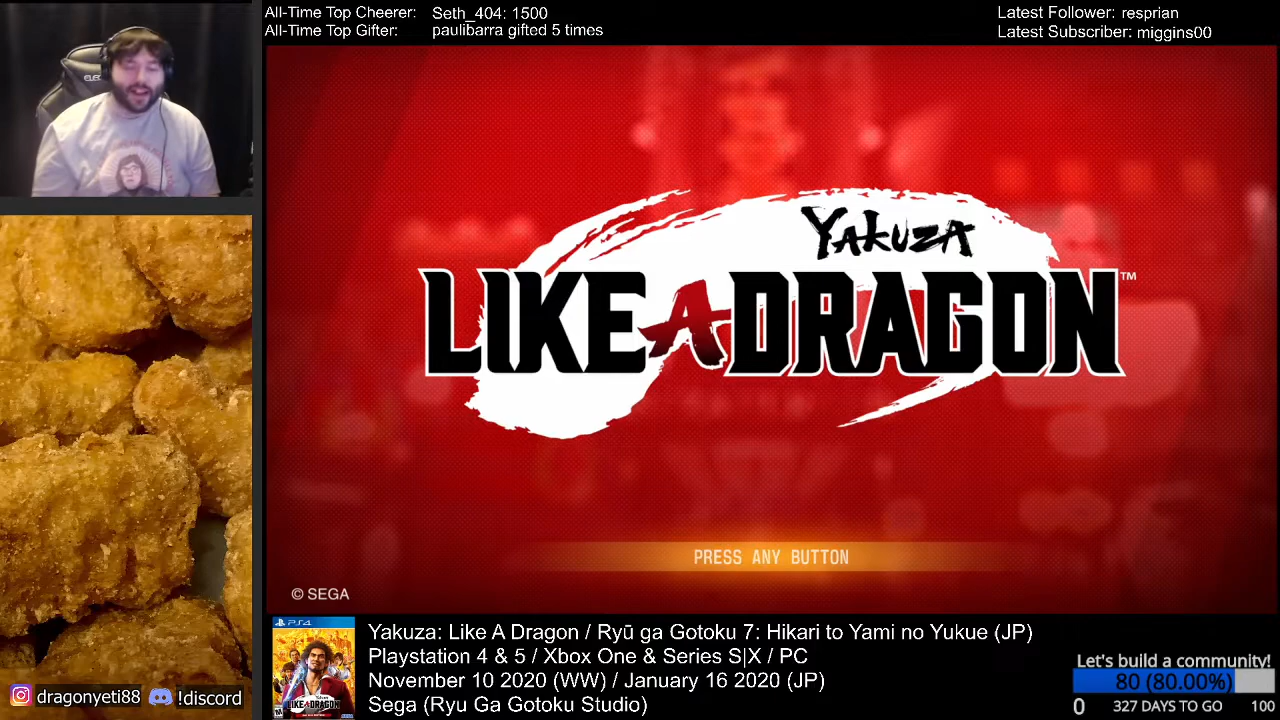 All-Time Top Cheerer: Seth_404: 1500
All-Time Top Gifter: paulibarra gifted 5 times
Latest Follower: resprian
Latest Subscriber: miggins00
YAKUZA
LIKE A DRAGON™
PRESS ANY BUTTON
© SEGA
PS4
LIKE A DRAGON
Yakuza: Like A Dragon / Ryū ga Gotoku 7: Hikari to Yami no Yukue (JP)
Playstation 4 & 5 / Xbox One & Series S|X / PC
November 10 2020 (WW) / January 16 2020 (JP)
Sega (Ryu Ga Gotoku Studio)
dragonyeti88 !discord
Let's build a community!
80 (80.00%)
0 327 DAYS TO GO 100